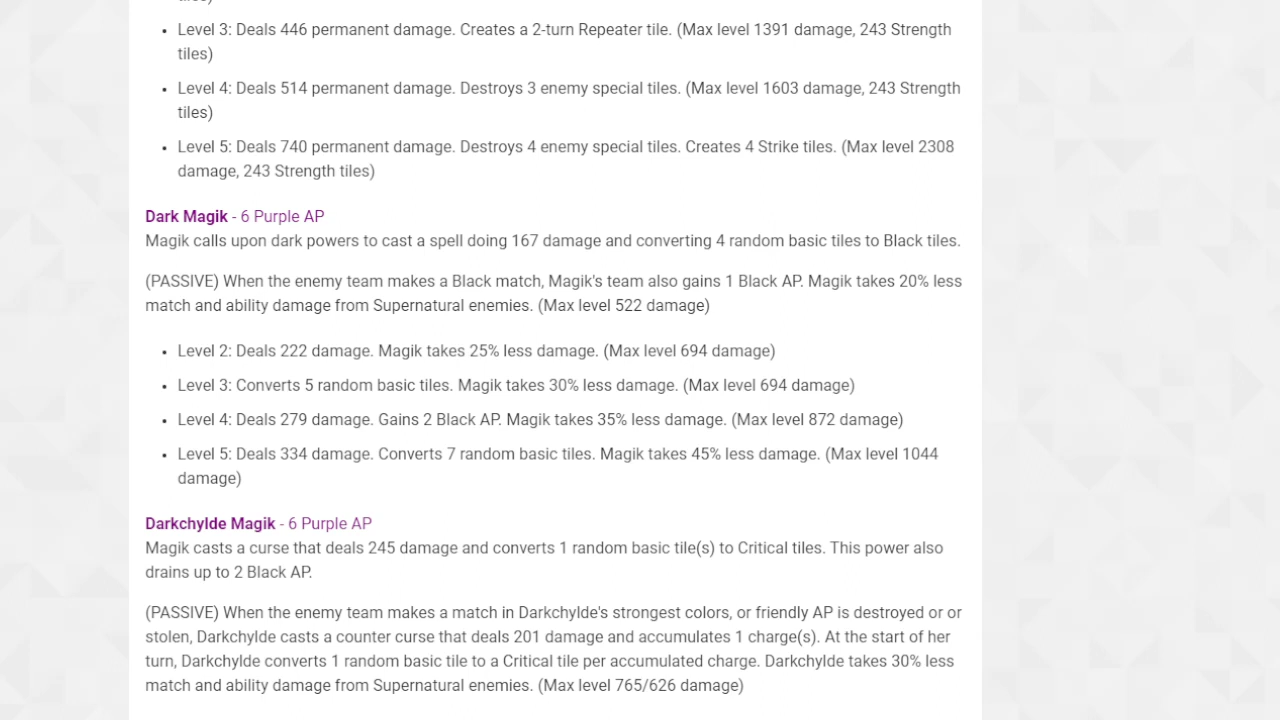 tiles)
Level 3: Deals 446 permanent damage. Creates a 2-turn Repeater tile. (Max level 1391 damage, 243 Strength
tiles)
Level 4: Deals 514 permanent damage. Destroys 3 enemy special tiles. (Max level 1603 damage, 243 Strength
tiles)
Level 5: Deals 740 permanent damage. Destroys 4 enemy special tiles. Creates 4 Strike tiles. (Max level 2308
damage, 243 Strength tiles)
Dark Magik - 6 Purple AP
Magik calls upon dark powers to cast a spell doing 167 damage and converting 4 random basic tiles to Black tiles.
(PASSIVE) When the enemy team makes a Black match, Magik's team also gains 1 Black AP. Magik takes 20% less
match and ability damage from Supernatural enemies. (Max level 522 damage)
Level 2: Deals 222 damage. Magik takes 25% less damage. (Max level 694 damage)
Level 3: Converts 5 random basic tiles. Magik takes 30% less damage. (Max level 694 damage)
Level 4: Deals 279 damage. Gains 2 Black AP. Magik takes 35% less damage. (Max level 872 damage)
Level 5: Deals 334 damage. Converts 7 random basic tiles. Magik takes 45% less damage. (Max level 1044
damage)
Darkchylde Magik - 6 Purple AP
Magik casts a curse that deals 245 damage and converts 1 random basic tile(s) to Critical tiles. This power also
drains up to 2 Black AP.
(PASSIVE) When the enemy team makes a match in Darkchylde's strongest colors, or friendly AP is destroyed or or
stolen, Darkchylde casts a counter curse that deals 201 damage and accumulates 1 charge(s). At the start of her
turn, Darkchylde converts 1 random basic tile to a Critical tile per accumulated charge. Darkchylde takes 30% less
match and ability damage from Supernatural enemies. (Max level 765/626 damage)